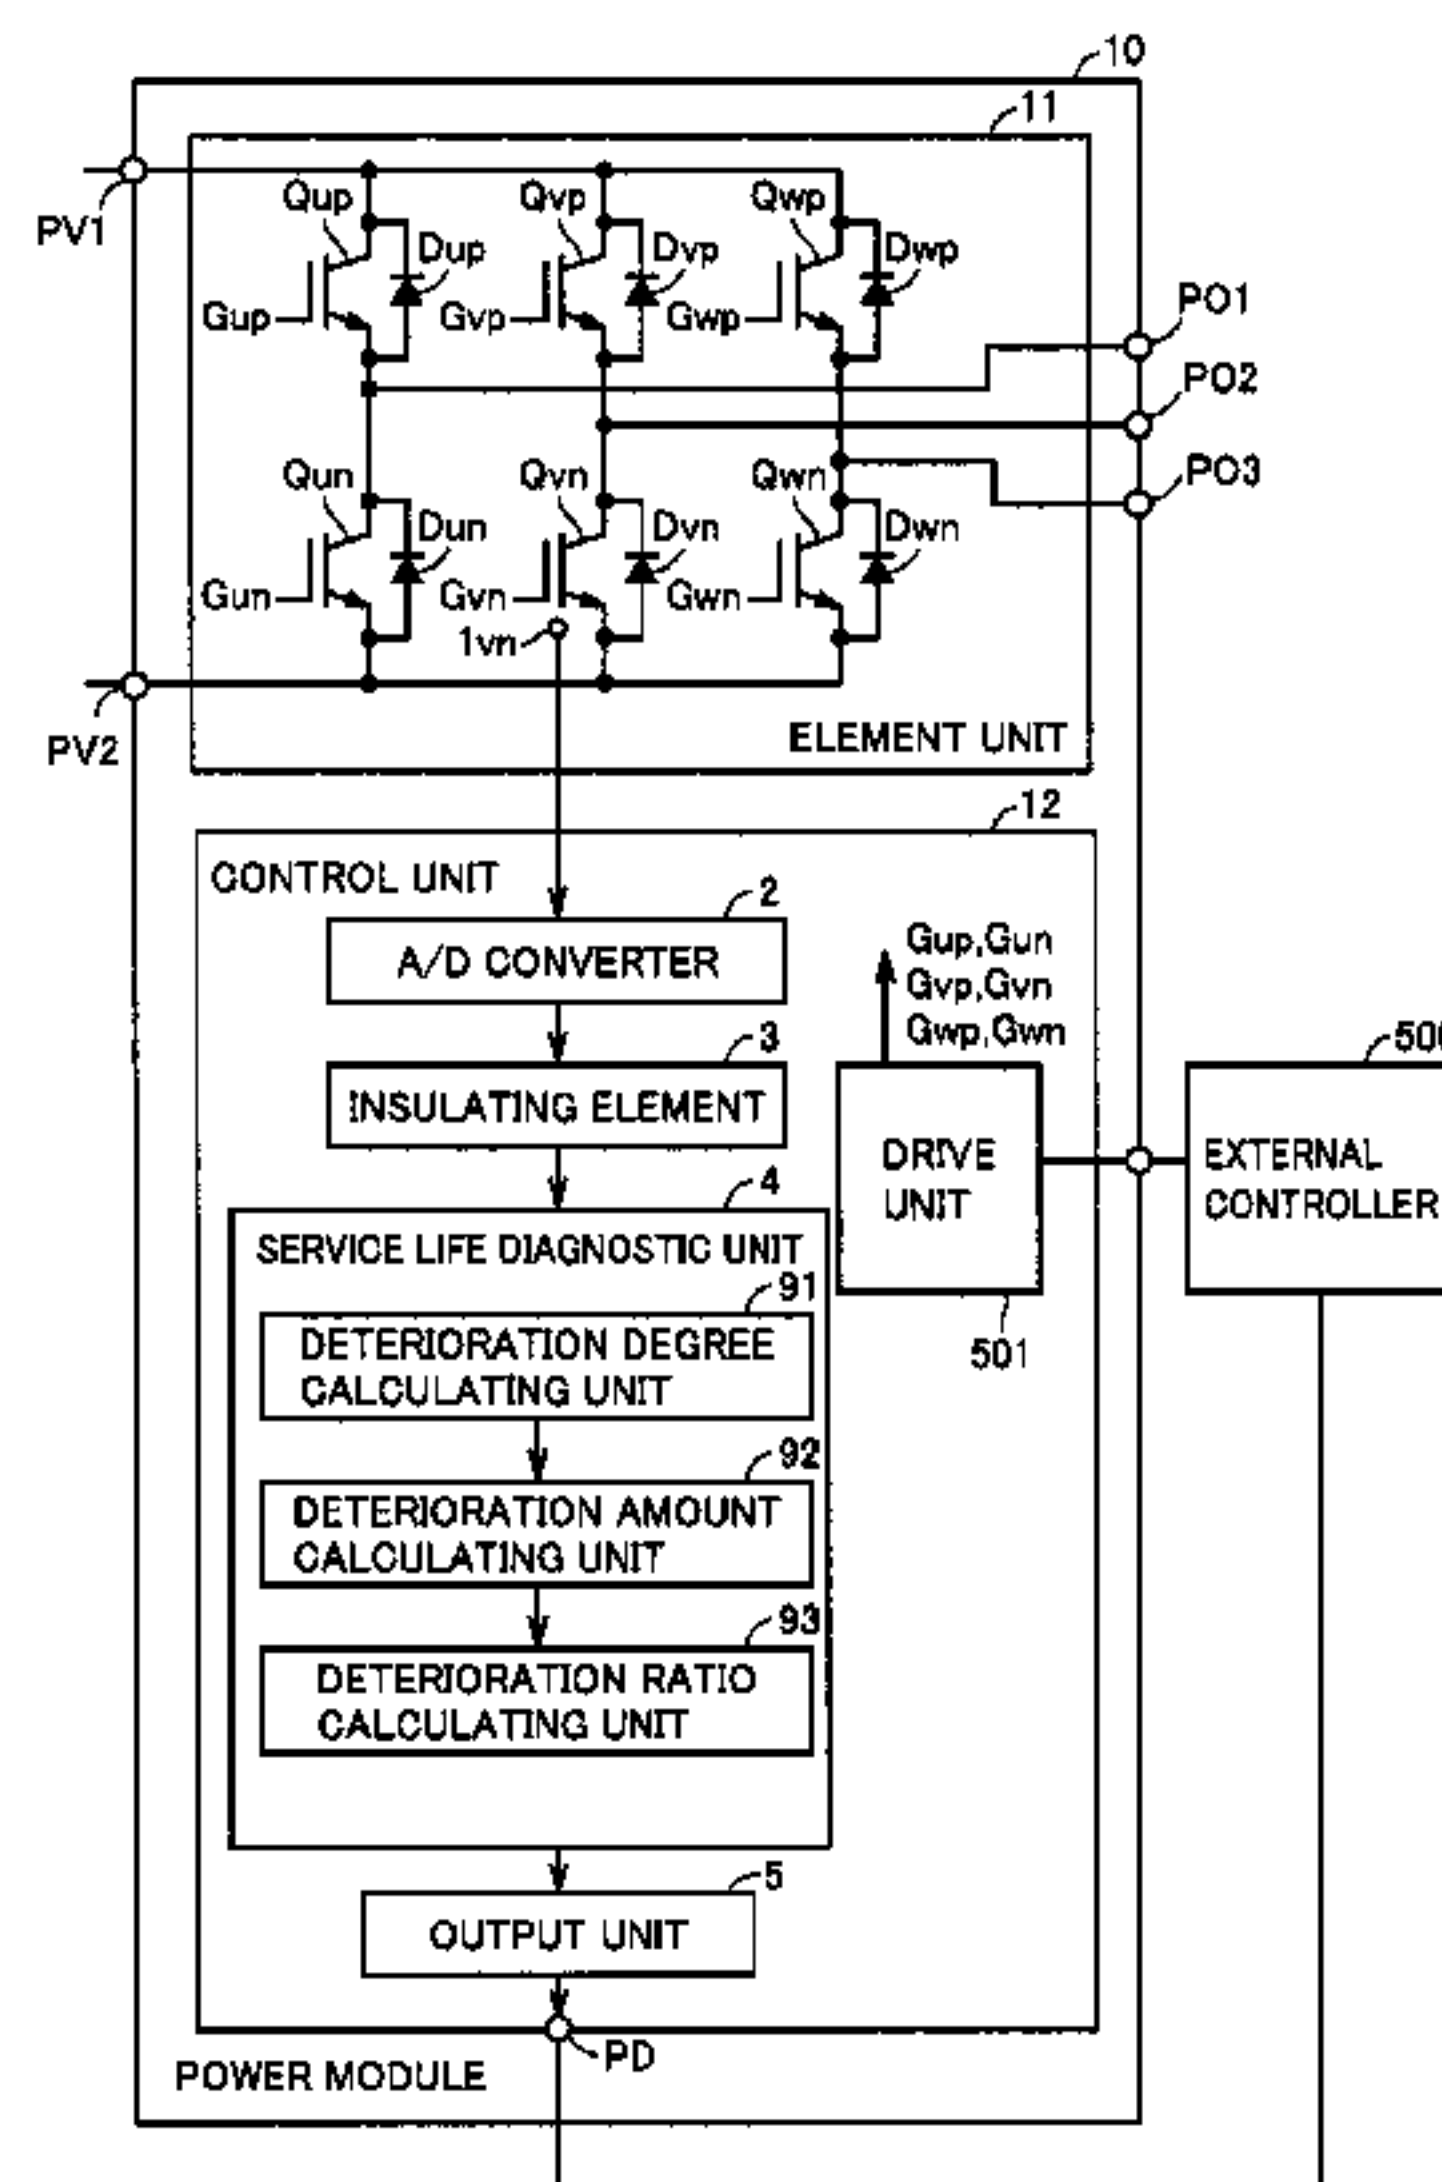 10
11
PV1
Qup
Qvp
Qwp
Dup
Dvp
Dwp
Gup
Gvp
Gwp
PO1
PO2
PO3
Qun
Qvn
Qwn
Dun
Dvn
Dwn
Gun
Gvn
Gwn
1vn
PV2
ELEMENT UNIT
12
CONTROL UNIT
2
A/D CONVERTER
Gup,Gun
Gvp,Gvn
Gwp,Gwn
3
INSULATING ELEMENT
DRIVE
UNIT
501
EXTERNAL
CONTROLLER
4
SERVICE LIFE DIAGNOSTIC UNIT
91
DETERIORATION DEGREE
CALCULATING UNIT
92
DETERIORATION AMOUNT
CALCULATING UNIT
93
DETERIORATION RATIO
CALCULATING UNIT
5
OUTPUT UNIT
PD
POWER MODULE